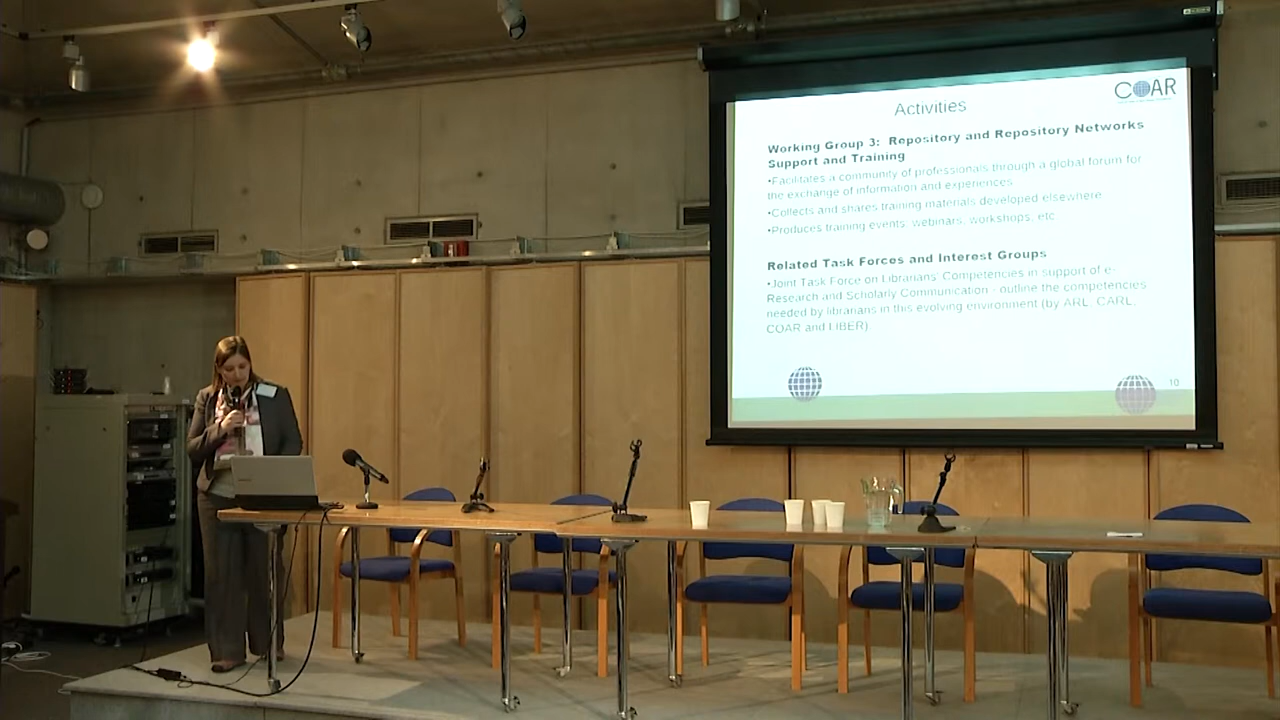 COAR
Activities
Working Group 3: Repository and Repository Networks
Support and Training
•Facilitates a community of professionals through a global forum for
the exchange of information and experiences
•Collects and shares training materials developed elsewhere
•Produces training events, webinars, workshops, etc
Related Task Forces and Interest Groups
•Joint Task Force on Librarians' Competencies in support of e-
Research and Scholarly Communication - outline the competencies
needed by librarians in this evolving environment (by ARL, CARL,
COAR and LIBER)
10